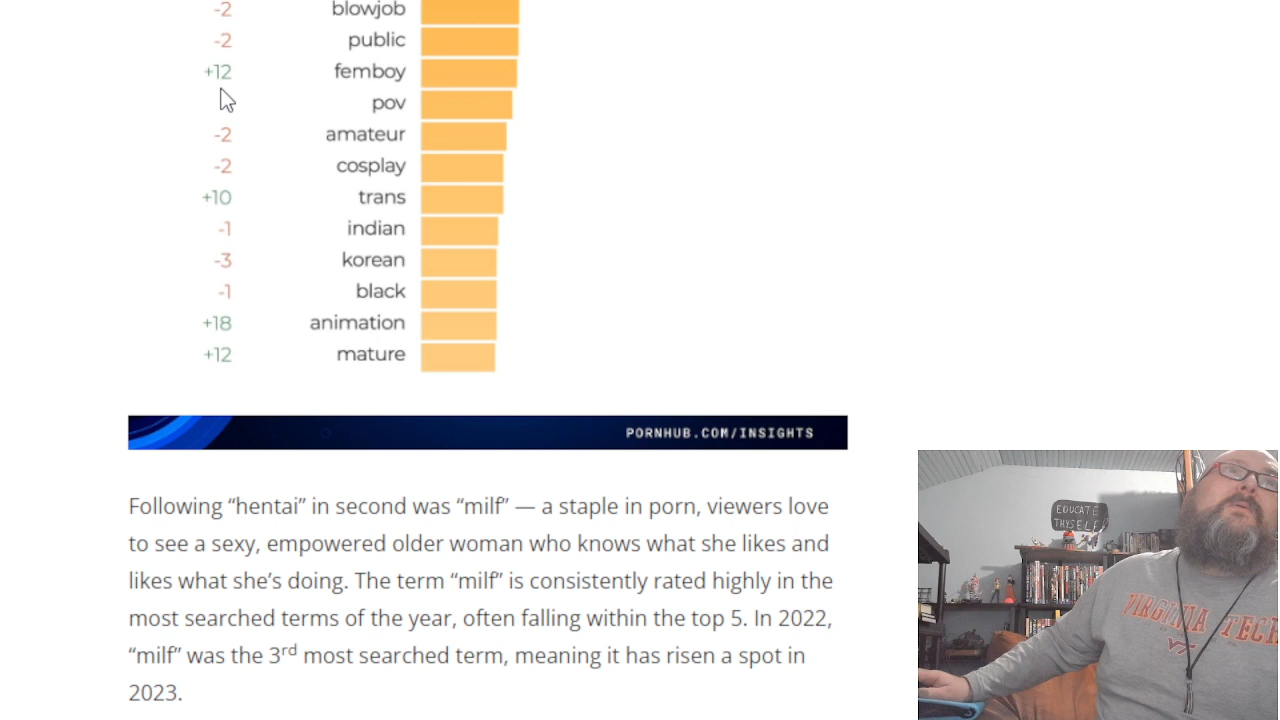 -2 blowjob
-2 public
+12 femboy
pov
-2 amateur
-2 cosplay
+10 trans
-1 indian
-3 korean
-1 black
+18 animation
+12 mature
PORNHUB.COM/INSIGHTS
Following “hentai” in second was “milf” — a staple in porn, viewers love
to see a sexy, empowered older woman who knows what she likes and
likes what she’s doing. The term “milf” is consistently rated highly in the
most searched terms of the year, often falling within the top 5. In 2022,
“milf” was the 3rd most searched term, meaning it has risen a spot in
2023.
EDUCATE
THYSELF
VIRGINIA TECH
VT